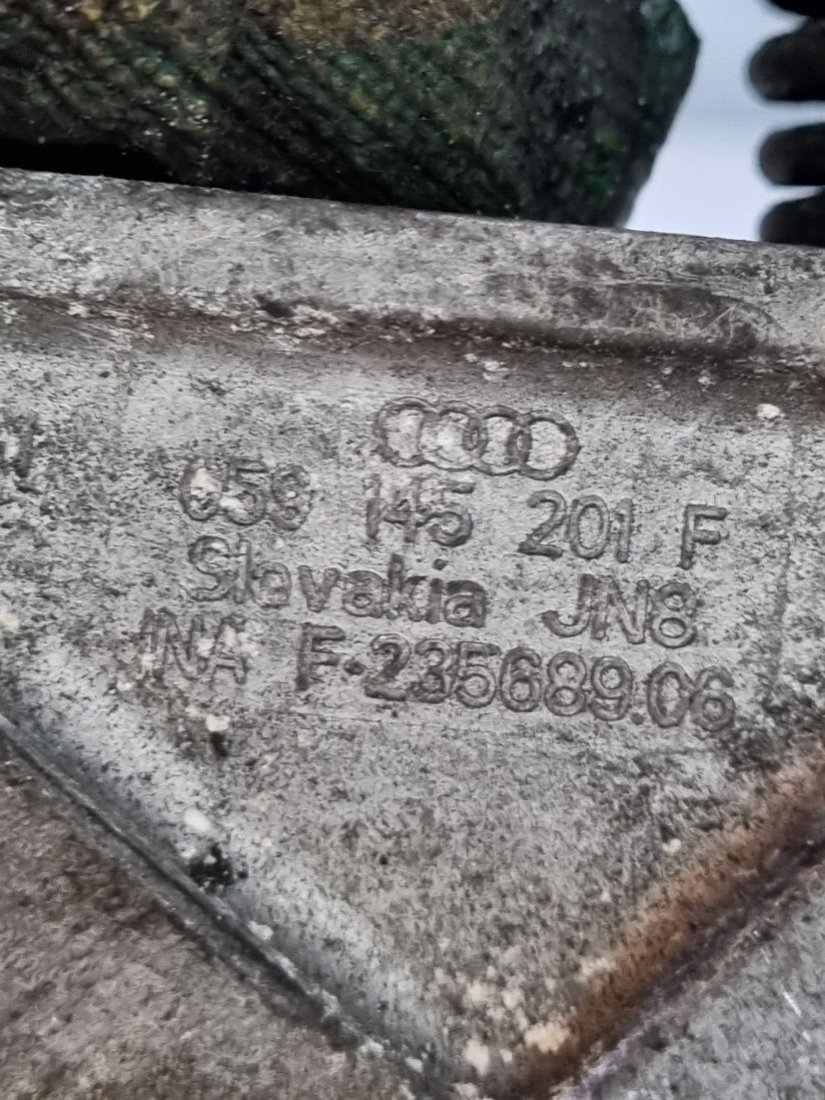 059 145 201 F
Slovakia JN8
INA F-235689.06